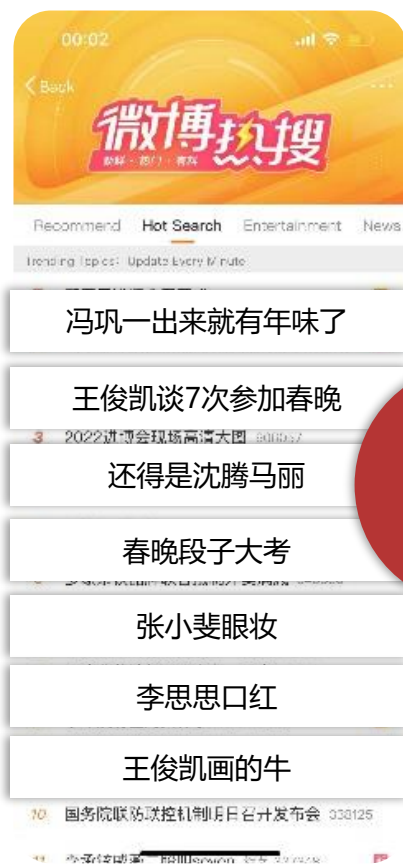 00:02
Back
微博热搜
Recommend Hot Search Entertainment News
Trending Topics: Update Every Minute
冯巩一出来就有年味了
王俊凯谈7次参加春晚
3 2022进博会现场高清大图
还得是沈腾马丽
春晚段子大考
张小斐眼妆
李思思口红
王俊凯画的牛
10 国务院联防联控机制明日召开发布会 338125
11